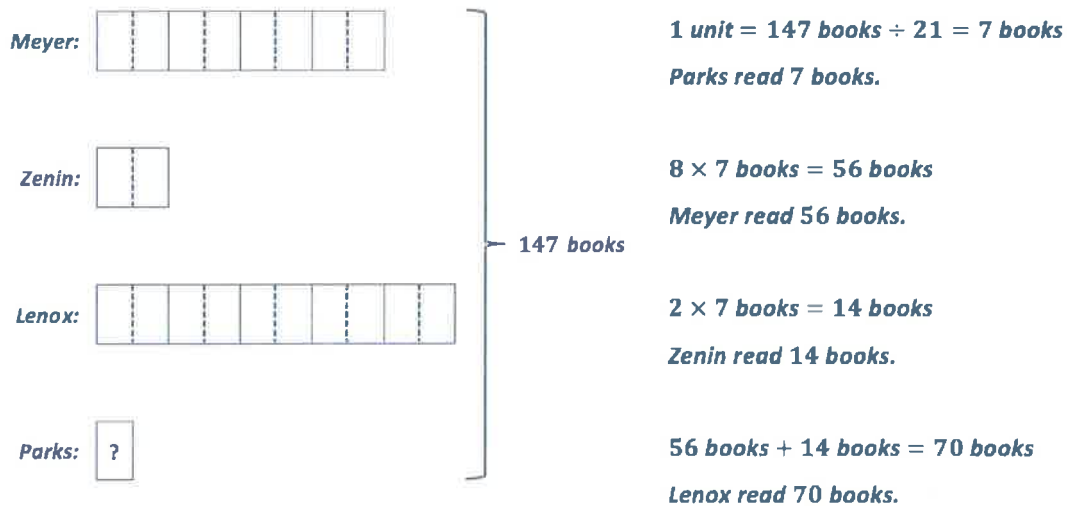 Meyer:
1 unit = 147 books ÷ 21 = 7 books
Parks read 7 books.
Zenin:
8 × 7 books = 56 books
Meyer read 56 books.
147 books
Lenox:
2 × 7 books = 14 books
Zenin read 14 books.
Parks:
?
56 books + 14 books = 70 books
Lenox read 70 books.